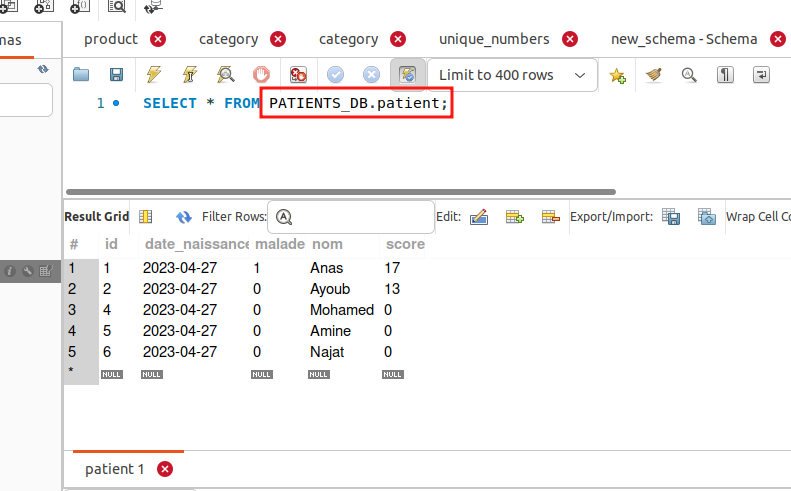 mas
product category category unique_numbers new_schema - Schema
Limit to 400 rows
1 SELECT * FROM PATIENTS_DB.patient;
Result Grid Filter Rows: Edit: Export/Import: Wrap Cell Co
# id date_naissance malade nom score
1 1 2023-04-27 1 Anas 17
2 2 2023-04-27 0 Ayoub 13
3 4 2023-04-27 0 Mohamed 0
4 5 2023-04-27 0 Amine 0
5 6 2023-04-27 0 Najat 0
* NULL NULL NULL NULL NULL
patient 1